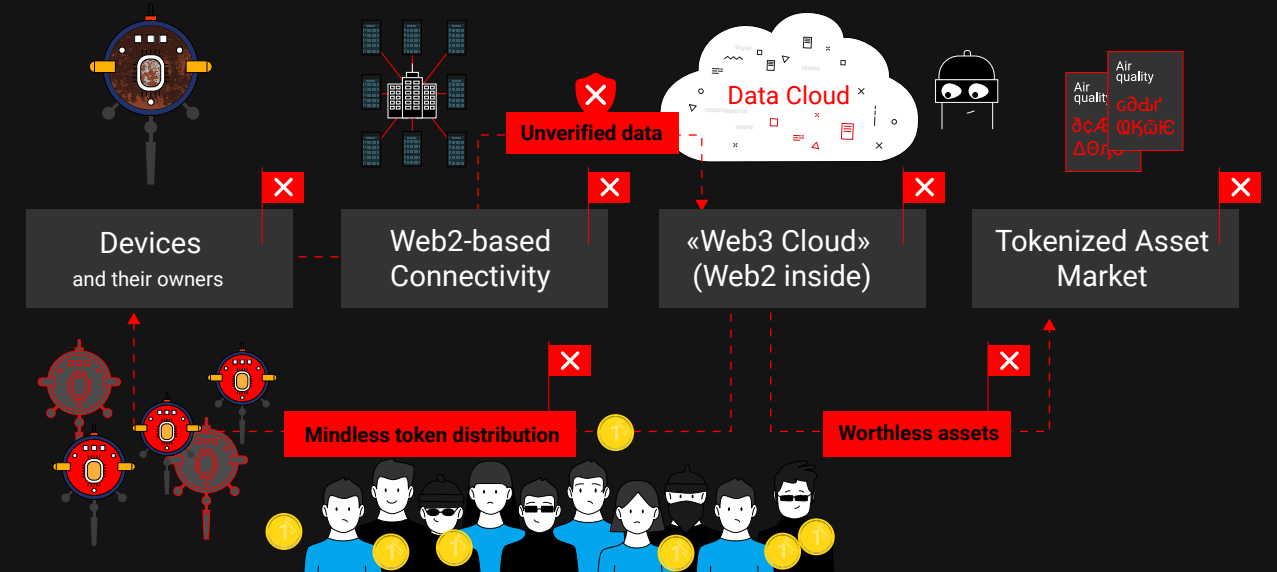 Data Cloud
Air
quality
Air
Unverified data
Devices
and their owners
Web2-based
Connectivity
«Web3 Cloud»
(Web2 inside)
Tokenized Asset
Market
Mindless token distribution
1
Worthless assets